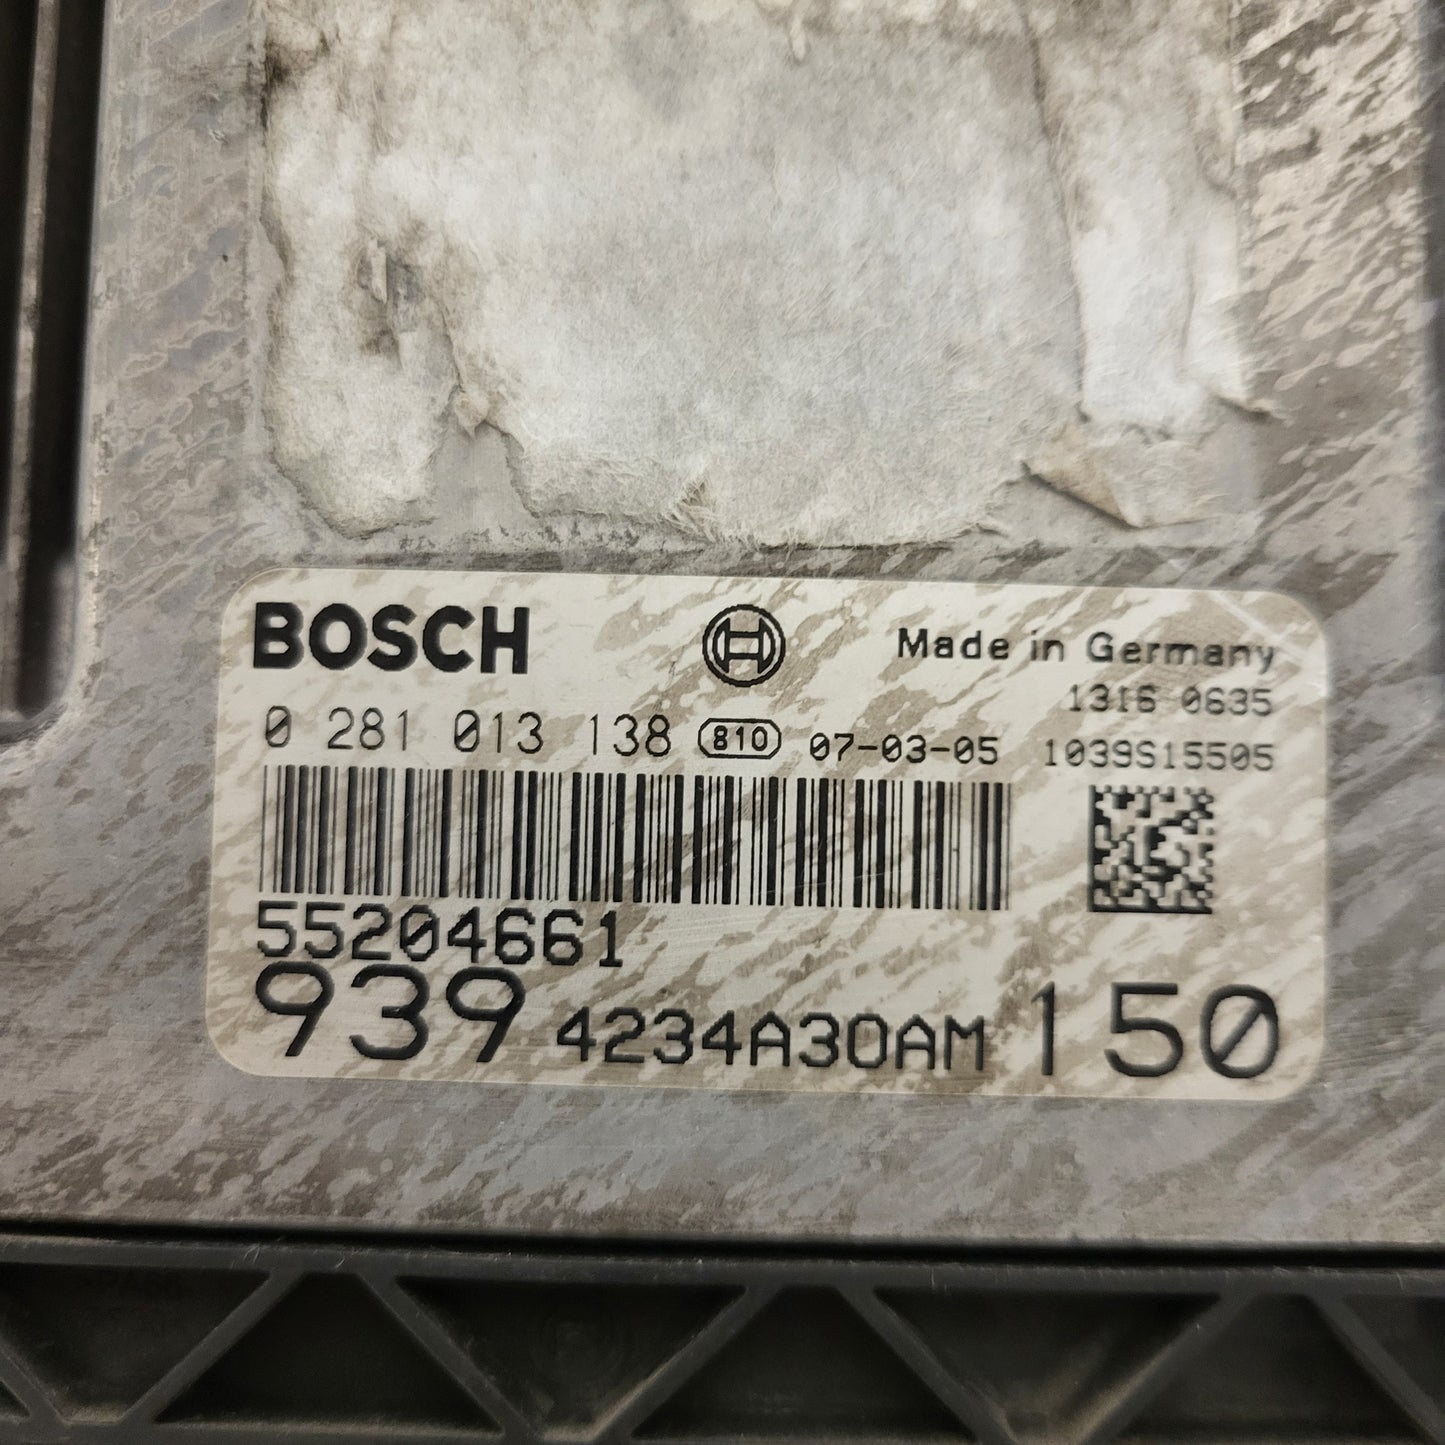 BOSCH
Made in Germany
1316 0635
0 281 013 138 810 07-03-05 1039S15505
55204661
939 4234A30AM 150